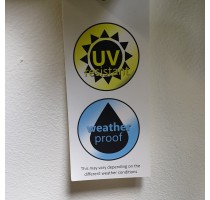 UV
resistant
weather
proof
This may vary depending on the
different weather conditions